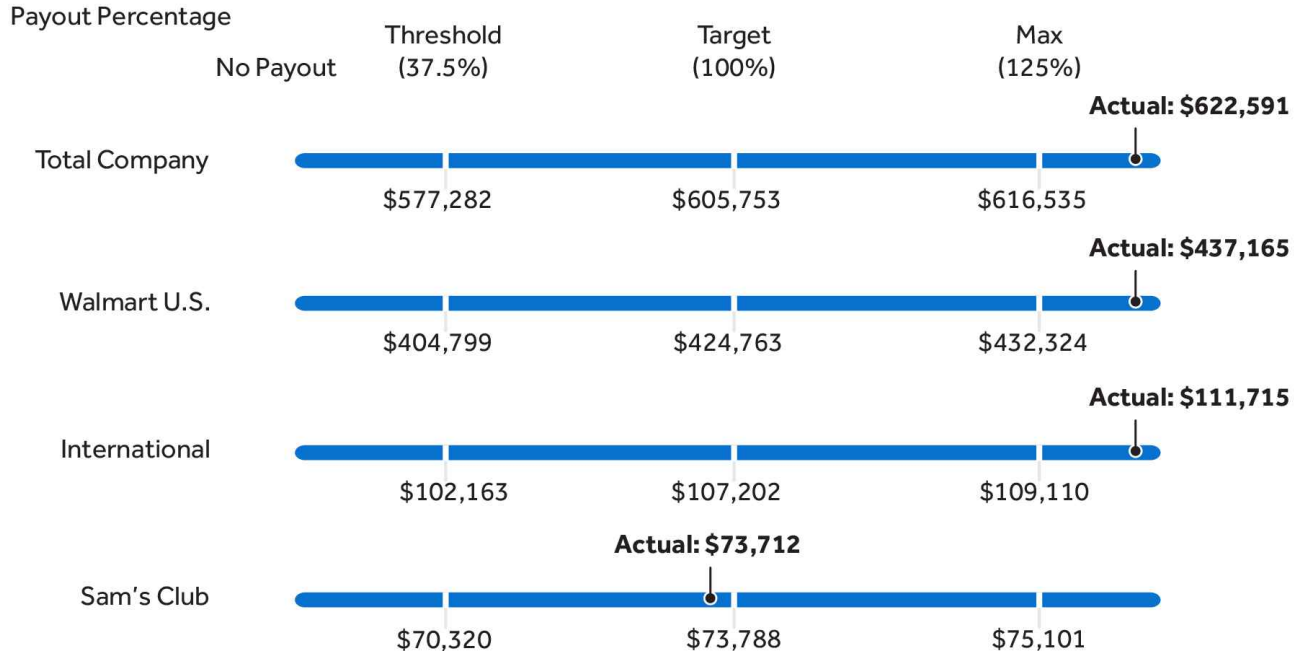 Payout Percentage
Threshold Target Max
No Payout (37.5%) (100%) (125%)
Actual: $622,591
Total Company
$577,282 $605,753 $616,535
Actual: $437,165
Walmart U.S.
$404,799 $424,763 $432,324
Actual: $111,715
International
$102,163 $107,202 $109,110
Actual: $73,712
Sam's Club
$70,320 $73,788 $75,101